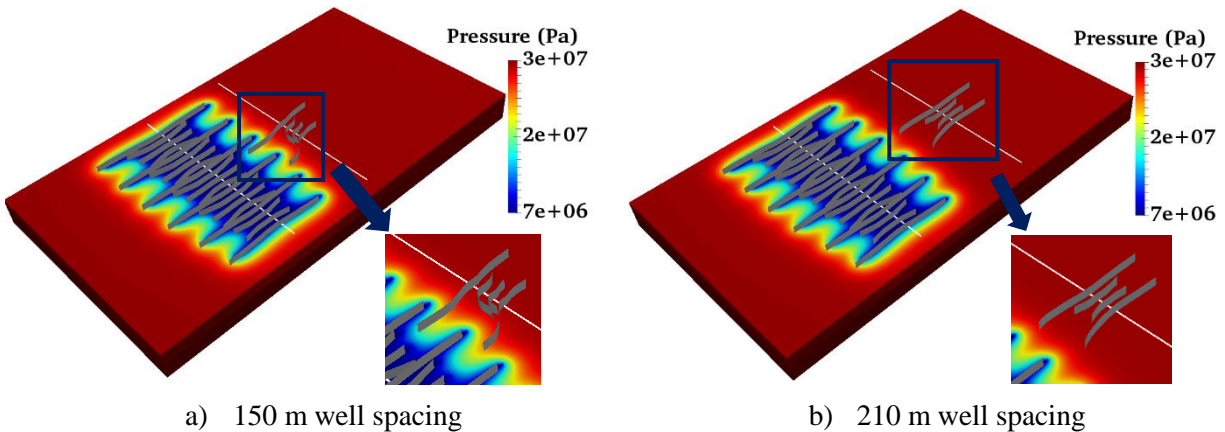 Pressure (Pa)
3e+07
2e+07
7e+06
Pressure (Pa)
3e+07
2e+07
7e+06
a) 150 m well spacing
b) 210 m well spacing